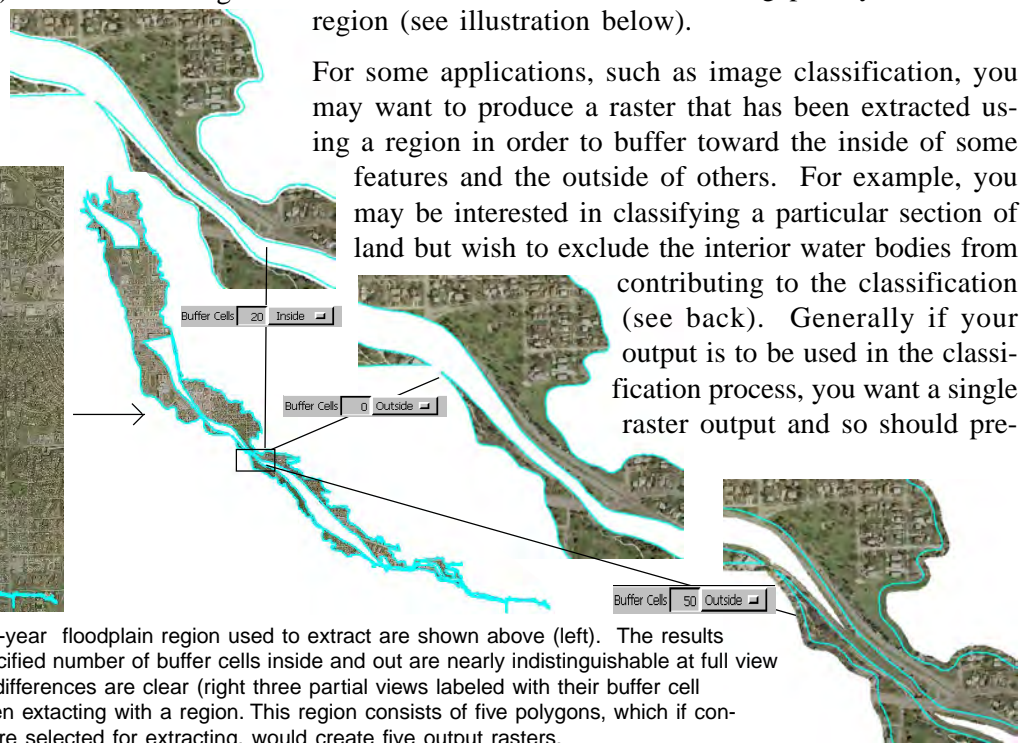 region (see illustration below).
For some applications, such as image classification, you
may want to produce a raster that has been extracted us-
ing a region in order to buffer toward the inside of some
features and the outside of others. For example, you
may be interested in classifying a particular section of
land but wish to exclude the interior water bodies from
contributing to the classification
(see back). Generally if your
output is to be used in the classi-
fication process, you want a single
raster output and so should pre-
Buffer Cells 20 Inside
Buffer Cells 0 Outside
Buffer Cells 50 Outside
-year floodplain region used to extract are shown above (left). The results
cified number of buffer cells inside and out are nearly indistinguishable at full view
differences are clear (right three partial views labeled with their buffer cell
en extacting with a region. This region consists of five polygons, which if con-
re selected for extracting, would create five output rasters.